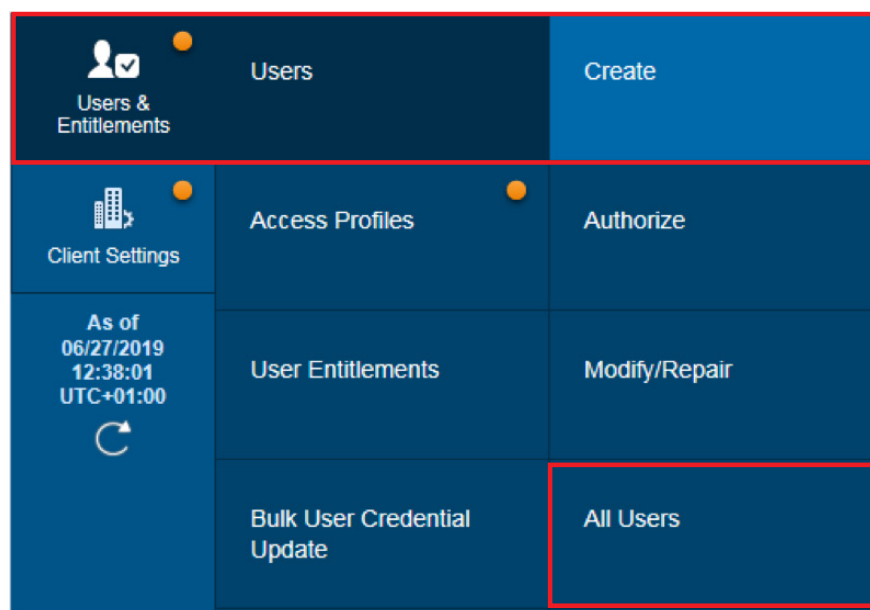 Users &
Entitlements
Users
Create
Client Settings
Access Profiles
Authorize
As of
06/27/2019
12:38:01
UTC+01:00
User Entitlements
Modify/Repair
Bulk User Credential
Update
All Users